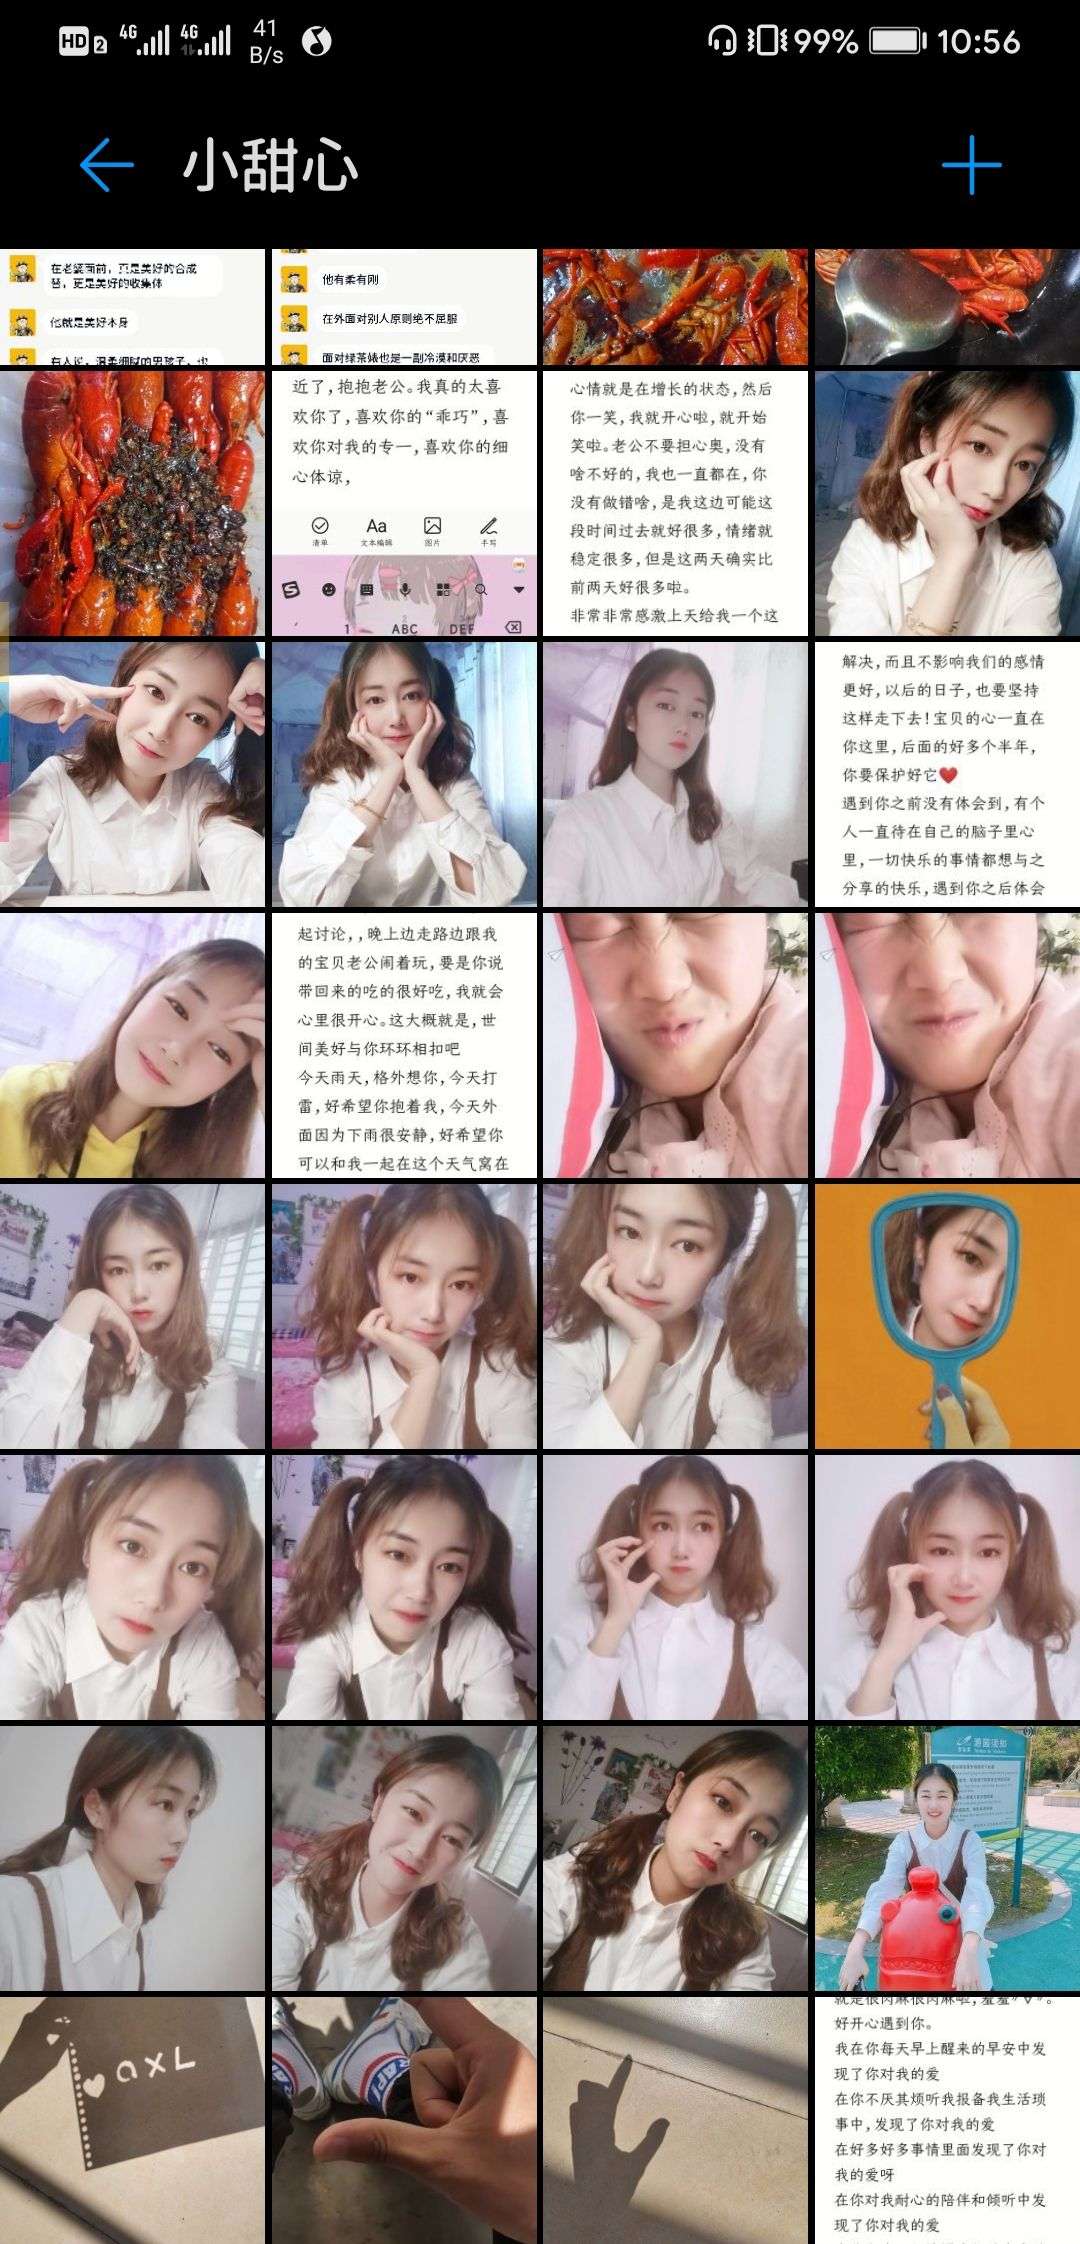 HD 2 4G 4G 41 B/s 99% 10:56
小甜心
在老婆面前，更是美好的合成
替，更是美好的收集体
他就是美好本身
有人说，温柔细腻的男孩子，也
他有柔有刚
在外面对别人原则绝不屈服
面对绿茶婊也是一副冷漠和厌恶
近了，抱抱老公。我真的太喜
欢你了，喜欢你的“乖巧”，喜
欢你对我的专一，喜欢你的细
心体谅，
清单 文本编辑 图片 手写
1 ABC DEF
心情就是在增长的状态，然后
你一笑，我就开心啦，就开始
笑啦。老公不要担心奥，没有
啥不好的，我也一直都在，你
没有做错啥，是我这边可能这
段时间过去就好很多，情绪就
稳定很多，但是这两天确实比
前两天好很多啦。
非常非常感激上天给我一个这
解决，而且不影响我们的感情
更好，以后的日子，也要坚持
这样走下去！宝贝的心一直在
你这里，后面的好多个半年，
你要保护好它❤️
遇到你之前没有体会到，有个
人一直待在自己的脑子里心
里，一切快乐的事情都想与之
分享的快乐，遇到你之后体会
起讨论，，晚上边走路边跟我
的宝贝老公闹着玩，要是你说
带回来的吃的很好吃，我就会
心里很开心。这大概就是，世
间美好与你环环相扣吧
今天雨天，格外想你，今天打
雷，好希望你抱着我，今天外
面因为下雨很安静，好希望你
可以和我一起在这个天气窝在
游园须知
axL
就是很肉麻很肉麻啦，羞羞〃∇〃。
好开心遇到你。
我在你每天早上醒来的早安中发
现了你对我的爱
在你不厌其烦听我报备我生活琐
事中，发现了你对我的爱
在好多好多事情里面发现了你对
我的爱呀
在你对我耐心的陪伴和倾听中发
现了你对我的爱